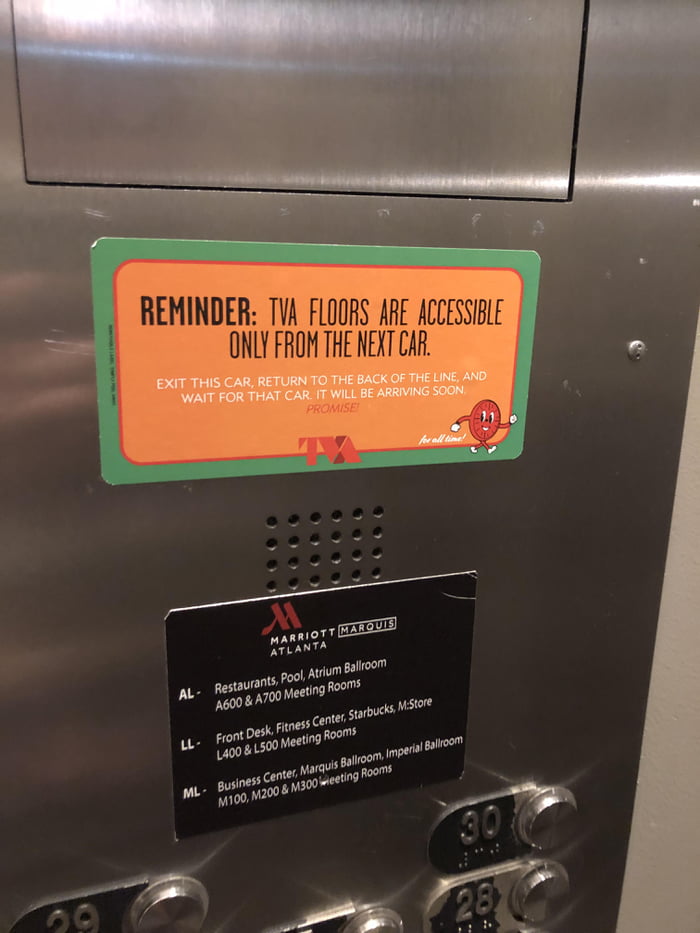 REMINDER: TVA FLOORS ARE ACCESSIBLE
ONLY FROM THE NEXT CAR.
EXIT THIS CAR, RETURN TO THE BACK OF THE LINE, AND
WAIT FOR THAT CAR. IT WILL BE ARRIVING SOON.
PROMISE!
TVA
for all time!
MARRIOTT MARQUIS
ATLANTA
AL - Restaurants, Pool, Atrium Ballroom
A600 & A700 Meeting Rooms
LL - Front Desk, Fitness Center, Starbucks, M:Store
L400 & L500 Meeting Rooms
ML - Business Center, Marquis Ballroom, Imperial Ballroom
M100, M200 & M300 Meeting Rooms
30
29
28